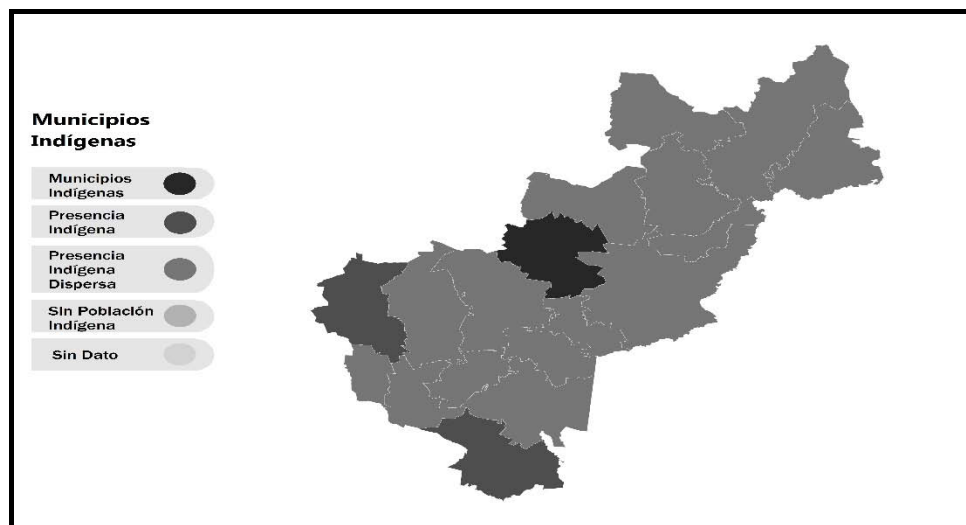 Municipios
Indígenas
Municipios
Indígenas
Presencia
Indígena
Presencia
Indígena
Dispersa
Sin Población
Indígena
Sin Dato